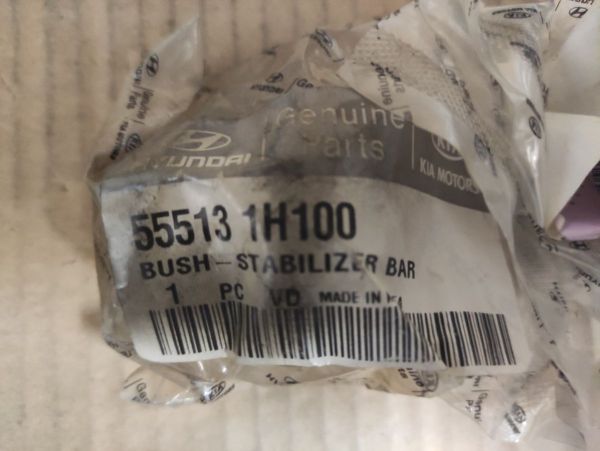 HYUNDAI
Genuine
Parts
KIA MOTORS
55513 1H100
BUSH-STABILIZER BAR
1 PC VD MADE IN